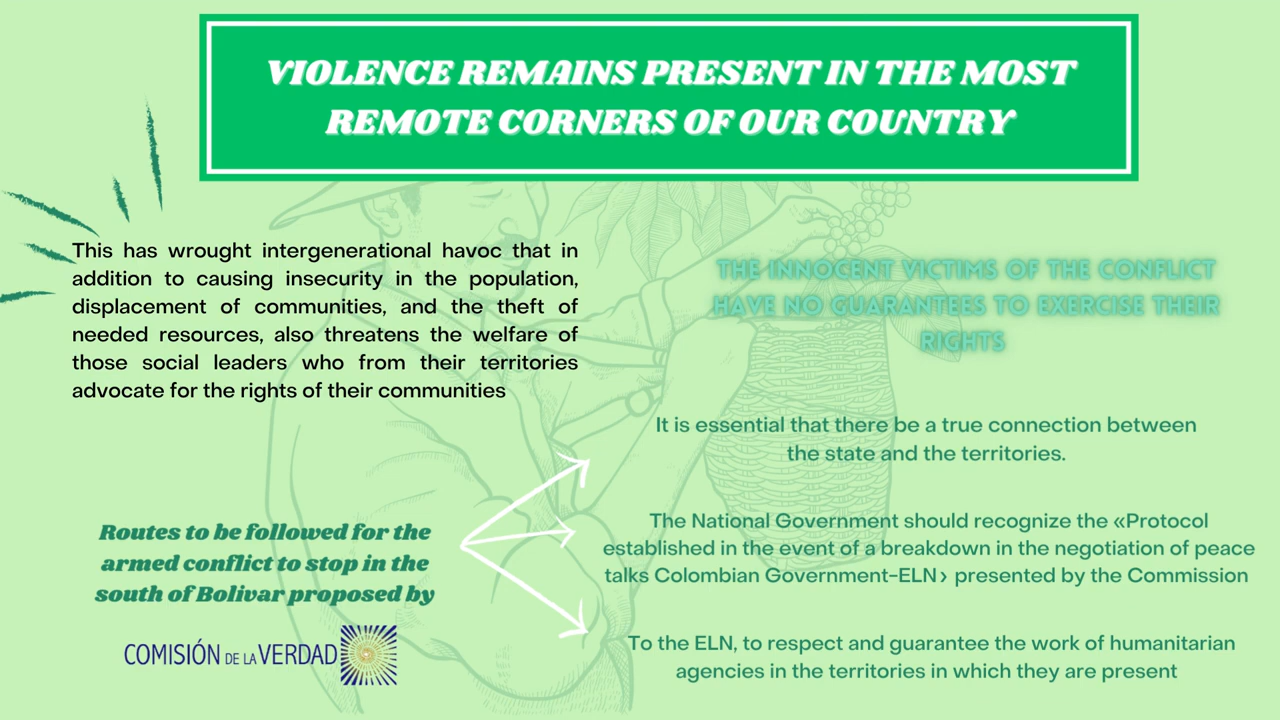 VIOLENCE REMAINS PRESENT IN THE MOST
REMOTE CORNERS OF OUR COUNTRY
This has wrought intergenerational havoc that in
addition to causing insecurity in the population,
displacement of communities, and the theft of
needed resources, also threatens the welfare of
those social leaders who from their territories
advocate for the rights of their communities
THE INNOCENT VICTIMS OF THE CONFLICT
HAVE NO GUARANTEES TO EXERCISE THEIR
RIGHTS
Routes to be followed for the
armed conflict to stop in the
south of Bolivar proposed by
COMISIÓN DE LA VERDAD
It is essential that there be a true connection between
the state and the territories.
The National Government should recognize the «Protocol
established in the event of a breakdown in the negotiation of peace
talks Colombian Government-ELN› presented by the Commission
To the ELN, to respect and guarantee the work of humanitarian
agencies in the territories in which they are present